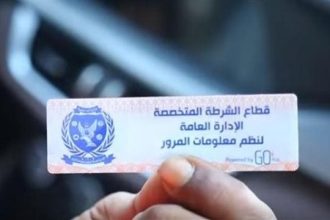 قطاع الشرطة المتخصصة
الإدارة العامة
لنظم معلومات المرور
Powered by GO